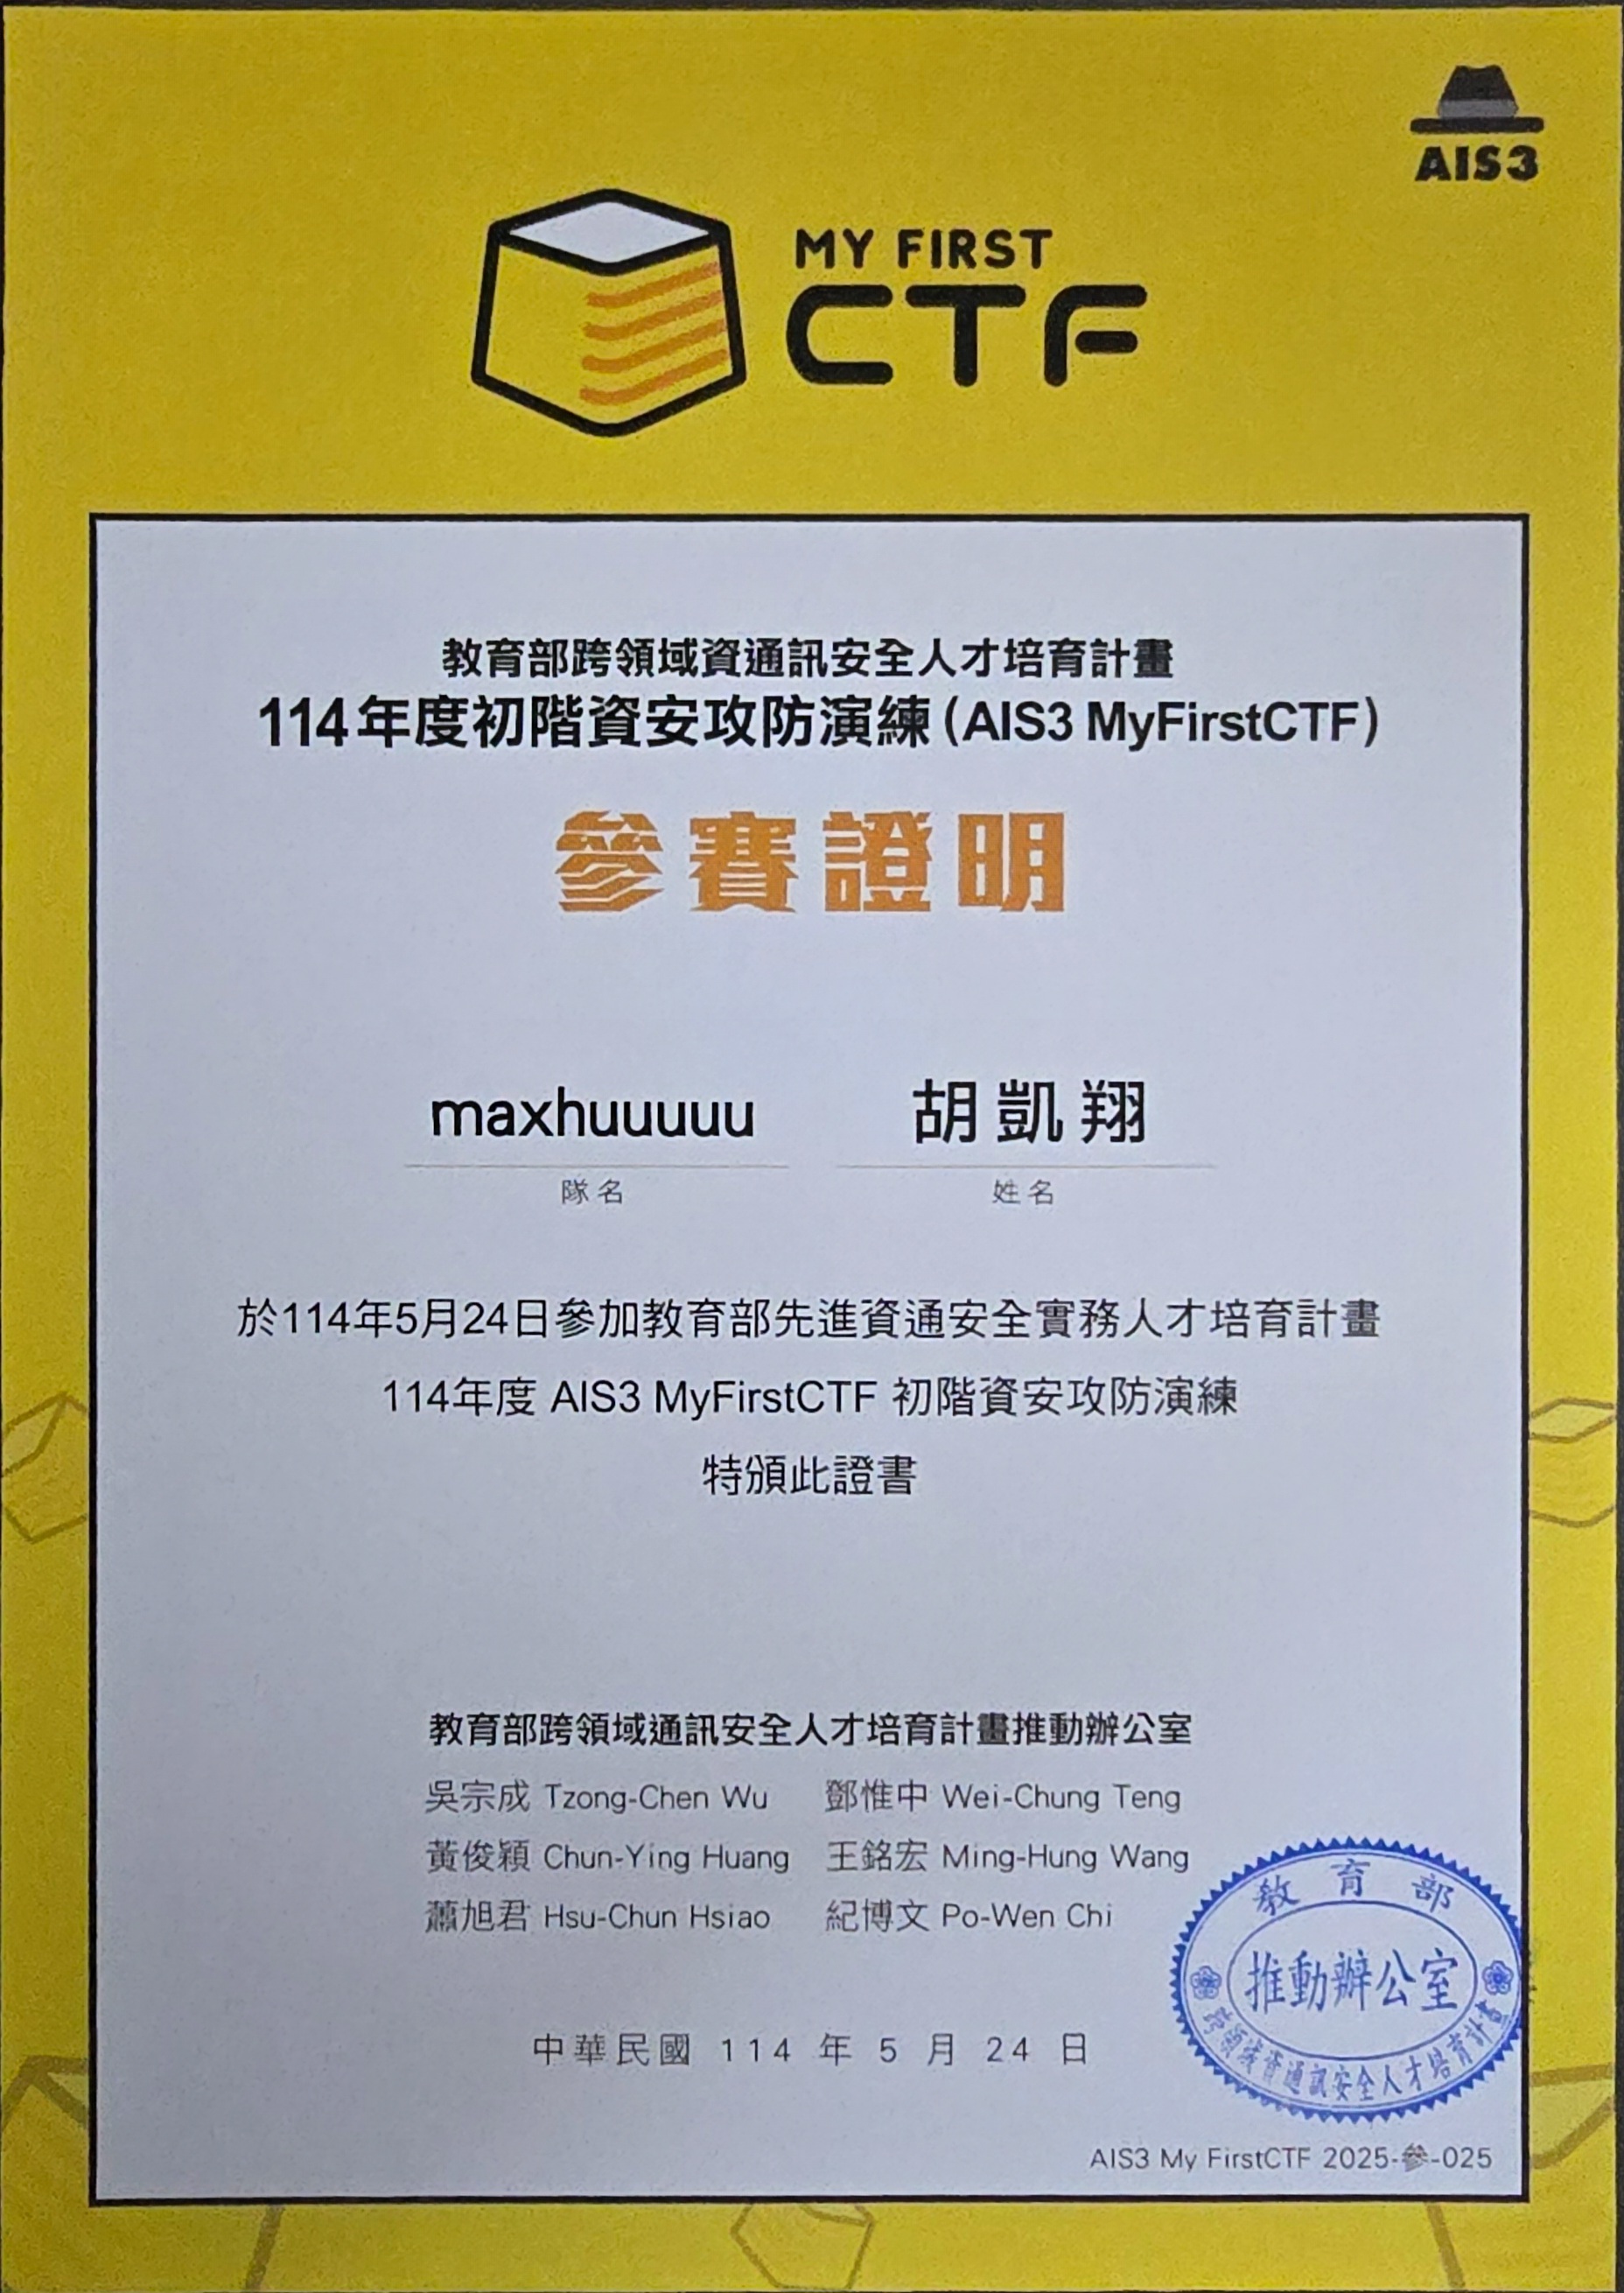 AIS3
MY FIRST
CTF
教育部跨領域資通訊安全人才培育計畫
114年度初階資安攻防演練(AIS3 MyFirstCTF)
參賽證明
maxhuuuuu 胡凱翔
隊名 姓名
於114年5月24日參加教育部先進資通安全實務人才培育計畫
114年度 AIS3 MyFirstCTF 初階資安攻防演練
特頒此證書
教育部跨領域通訊安全人才培育計畫推動辦公室
吳宗成 Tzong-Chen Wu 鄧惟中 Wei-Chung Teng
黃俊穎 Chun-Ying Huang 王銘宏 Ming-Hung Wang
蕭旭君 Hsu-Chun Hsiao 紀博文 Po-Wen Chi
教育部
推動辦公室
跨領域資通訊安全人才培育計畫
中華民國 114 年 5 月 24 日
AIS3 My FirstCTF 2025-參-025